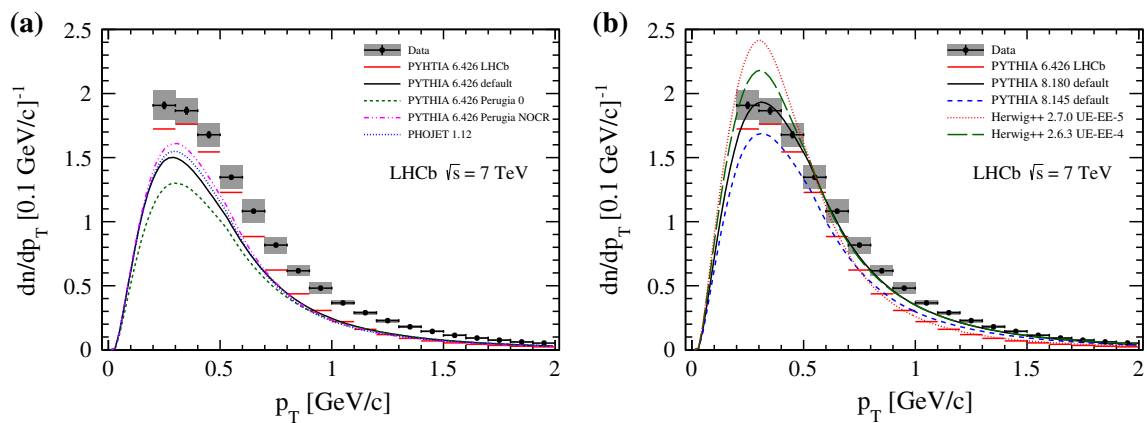 (a)
2.5
2
1.5
1
0.5
0
0 0.5 1 1.5 2
dn/dp_T [0.1 GeV/c]⁻¹
p_T [GeV/c]
Data
PYHTIA 6.426 LHCb
PYTHIA 6.426 default
PYTHIA 6.426 Perugia 0
PYTHIA 6.426 Perugia NOCR
PHOJET 1.12
LHCb √s = 7 TeV
(b)
2.5
2
1.5
1
0.5
0
0 0.5 1 1.5 2
dn/dp_T [0.1 GeV/c]⁻¹
p_T [GeV/c]
Data
PYTHIA 6.426 LHCb
PYTHIA 8.180 default
PYTHIA 8.145 default
Herwig++ 2.7.0 UE-EE-5
Herwig++ 2.6.3 UE-EE-4
LHCb √s = 7 TeV